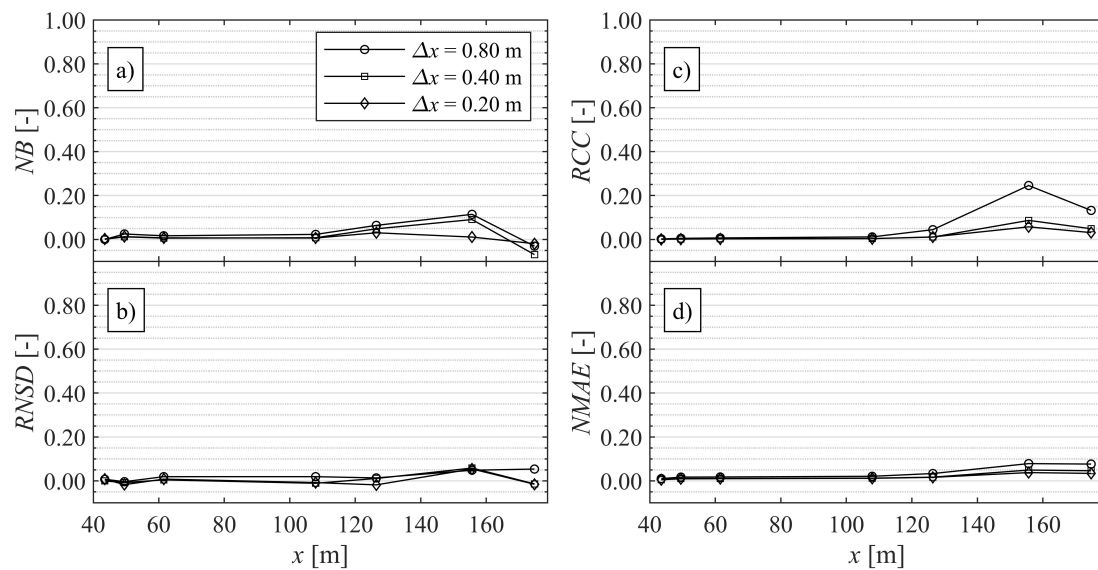 1.00
0.80
0.60
0.40
0.20
0.00
NB [-]
a)
Δx = 0.80 m
Δx = 0.40 m
Δx = 0.20 m
1.00
0.80
0.60
0.40
0.20
0.00
RCC [-]
c)
0.80
0.60
0.40
0.20
0.00
RNSD [-]
b)
40 60 80 100 120 140 160
x [m]
0.80
0.60
0.40
0.20
0.00
NMAE [-]
d)
40 60 80 100 120 140 160
x [m]